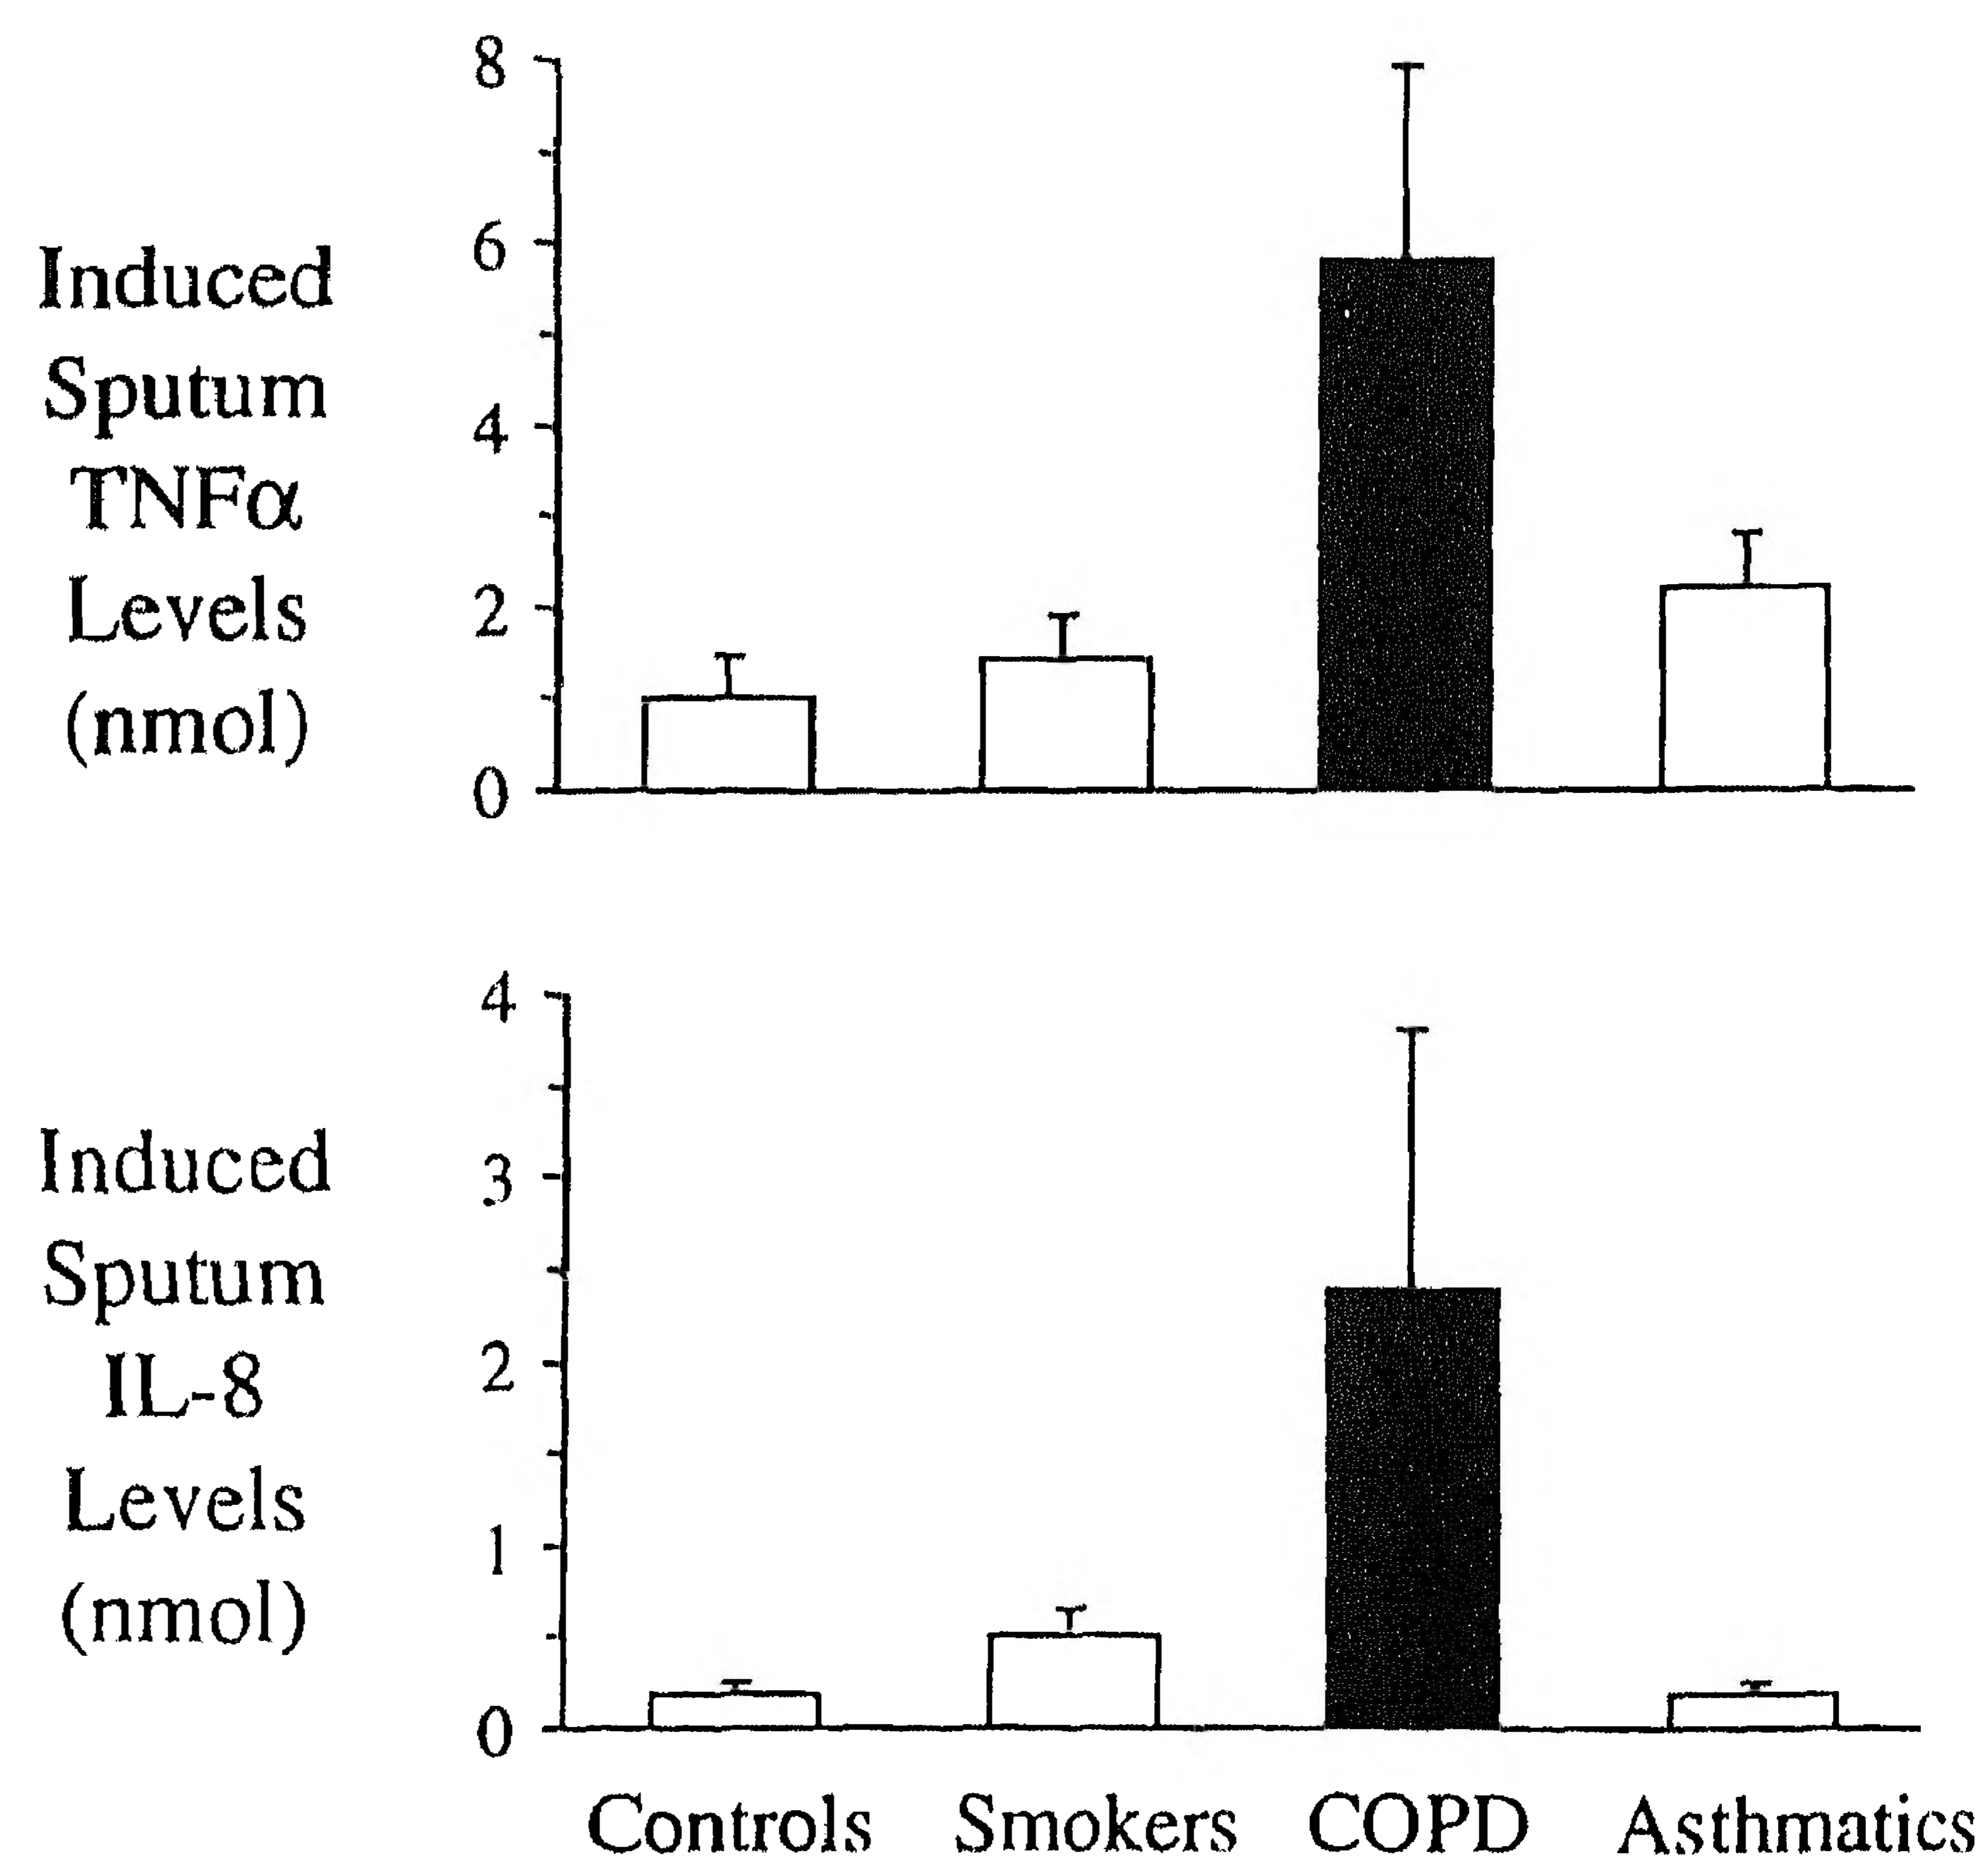 8
6
4
2
0
Induced
Sputum
TNFα
Levels
(nmol)
4
3
2
1
0
Induced
Sputum
IL-8
Levels
(nmol)
Controls Smokers COPD Asthmatics